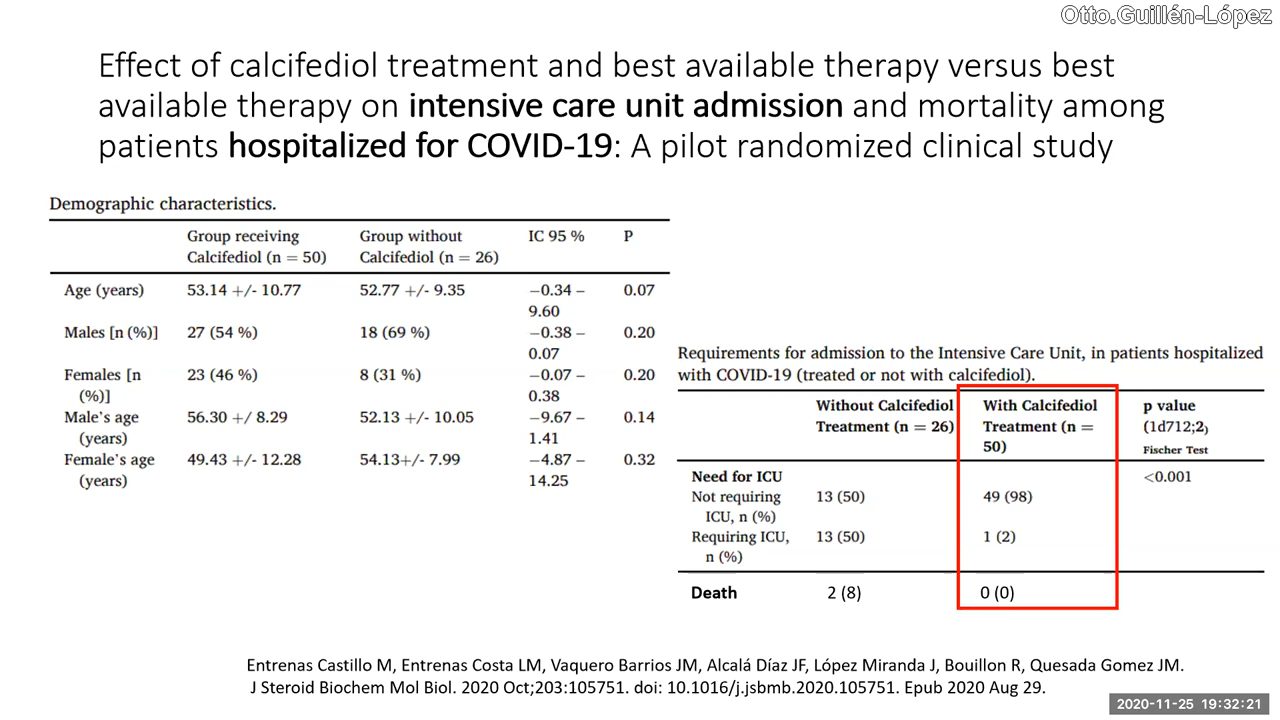 Otto.Guillén-López
Effect of calcifediol treatment and best available therapy versus best
available therapy on intensive care unit admission and mortality among
patients hospitalized for COVID-19: A pilot randomized clinical study
Demographic characteristics.
Group receiving Group without IC 95 % P
Calcifediol (n = 50) Calcifediol (n = 26)
Age (years) 53.14 +/- 10.77 52.77 +/- 9.35 −0.34 – 0.07
9.60
Males [n (%)] 27 (54 %) 18 (69 %) −0.38 – 0.20
0.07
Females [n 23 (46 %) 8 (31 %) −0.07 – 0.20
(%)] 0.38
Male's age 56.30 +/ 8.29 52.13 +/- 10.05 −9.67 – 0.14
(years) 1.41
Female's age 49.43 +/- 12.28 54.13+/- 7.99 −4.87 – 0.32
(years) 14.25
Requirements for admission to the Intensive Care Unit, in patients hospitalized
with COVID-19 (treated or not with calcifediol).
Without Calcifediol With Calcifediol p value
Treatment (n = 26) Treatment (n = (1d712;2)
50) Fischer Test
Need for ICU <0.001
Not requiring 13 (50) 49 (98)
ICU, n (%)
Requiring ICU, 13 (50) 1 (2)
n (%)
Death 2 (8) 0 (0)
Entrenas Castillo M, Entrenas Costa LM, Vaquero Barrios JM, Alcalá Díaz JF, López Miranda J, Bouillon R, Quesada Gomez JM.
J Steroid Biochem Mol Biol. 2020 Oct;203:105751. doi: 10.1016/j.jsbmb.2020.105751. Epub 2020 Aug 29.
2020-11-25 19:32:21